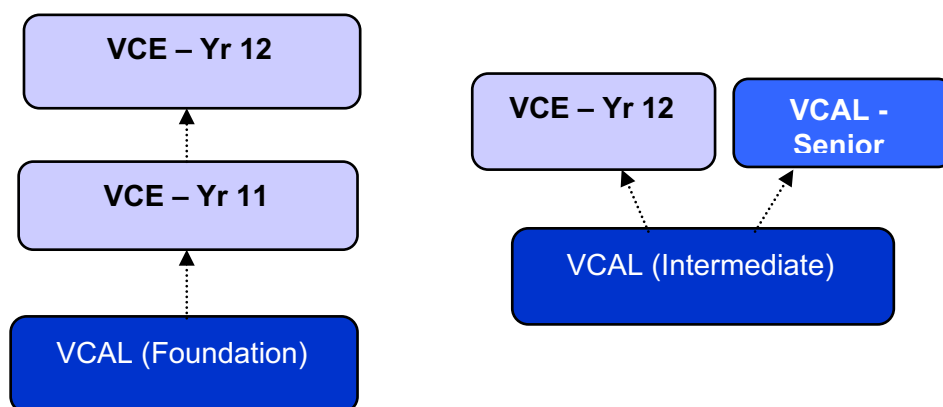 VCE – Yr 12
VCE – Yr 11
VCAL (Foundation)
VCE – Yr 12
VCAL -
Senior
VCAL (Intermediate)